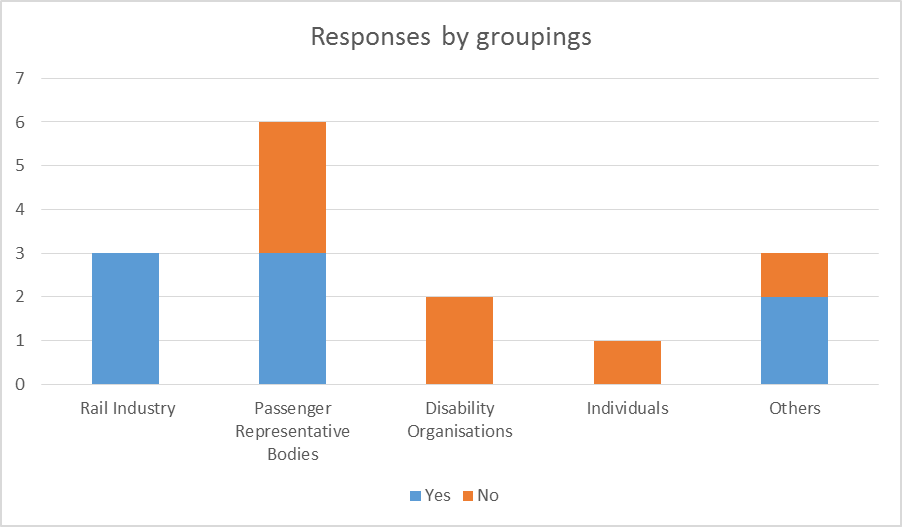 Responses by groupings
7
6
5
4
3
2
1
0
Rail Industry
Passenger
Representative
Bodies
Disability
Organisations
Individuals
Others
Yes
No